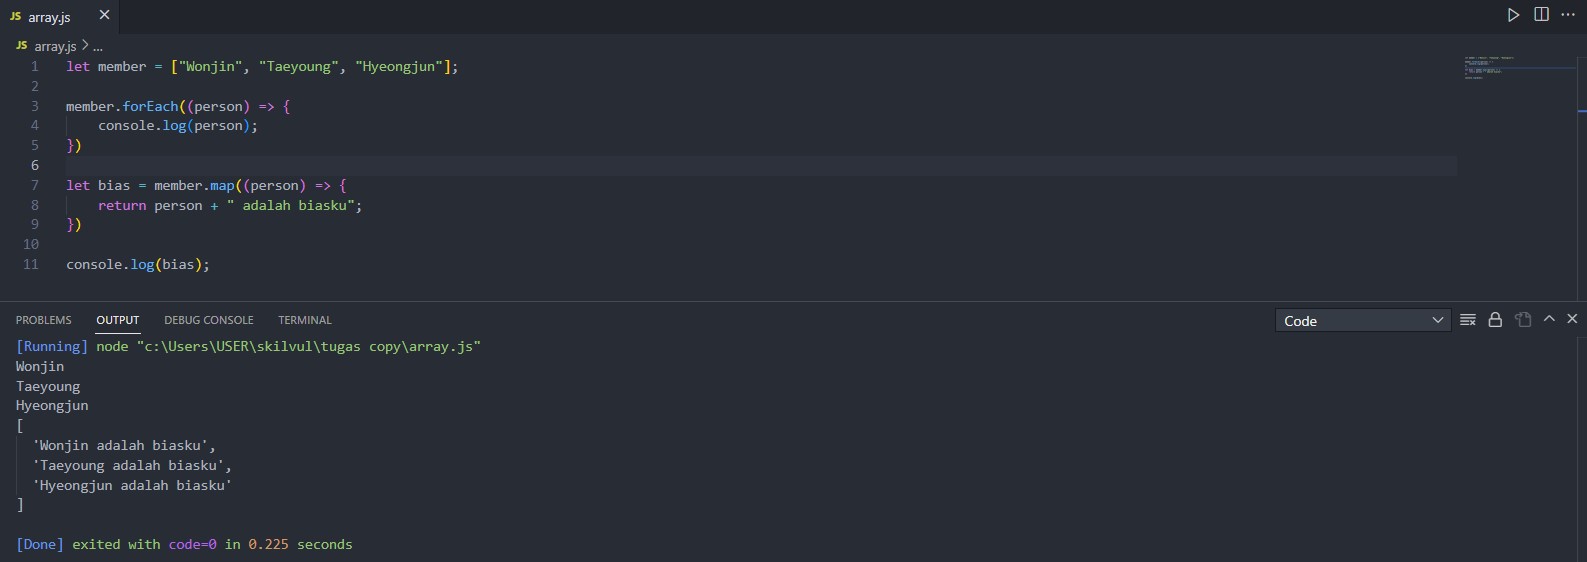 JS array.js
JS array.js > ...
1 let member = ["Wonjin", "Taeyoung", "Hyeongjun"];
2
3 member.forEach((person) => {
4     console.log(person);
5 })
6
7 let bias = member.map((person) => {
8     return person + " adalah biasku";
9 })
10
11 console.log(bias);
PROBLEMS OUTPUT DEBUG CONSOLE TERMINAL Code
[Running] node "c:\Users\USER\skilvul\tugas copy\array.js"
Wonjin
Taeyoung
Hyeongjun
[
  'Wonjin adalah biasku',
  'Taeyoung adalah biasku',
  'Hyeongjun adalah biasku'
]
[Done] exited with code=0 in 0.225 seconds